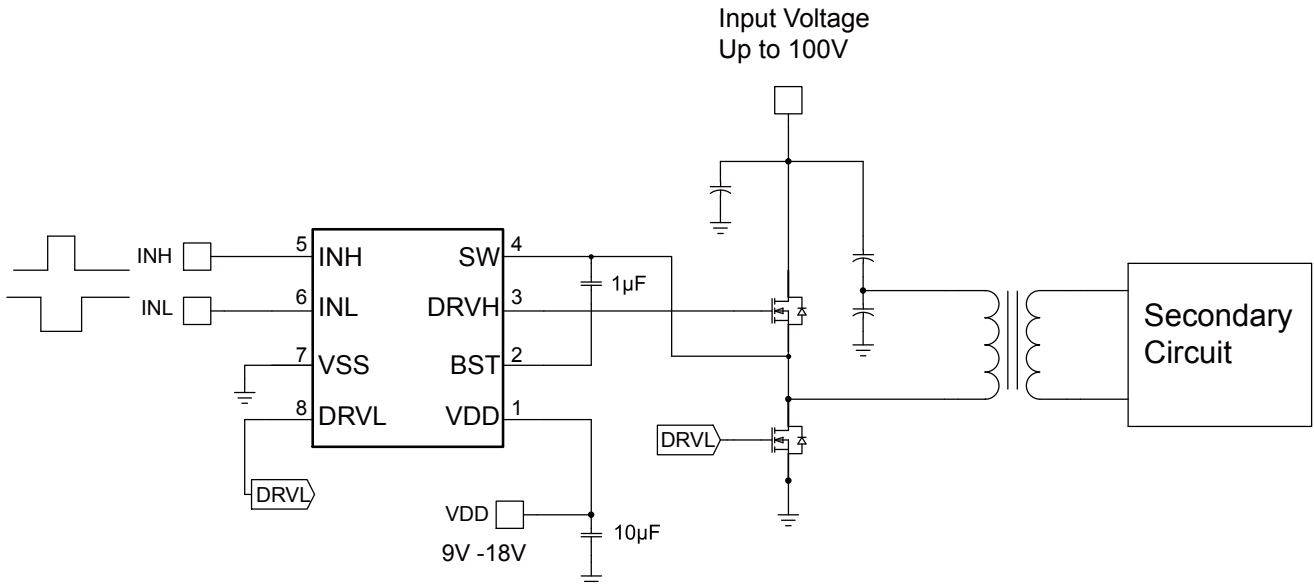 Input Voltage
Up to 100V
INH
5
INH
SW
4
1µF
INL
6
INL
DRVH
3
7
VSS
BST
2
8
DRVL
VDD
1
DRVL
DRVL
VDD
10µF
9V -18V
Secondary
Circuit